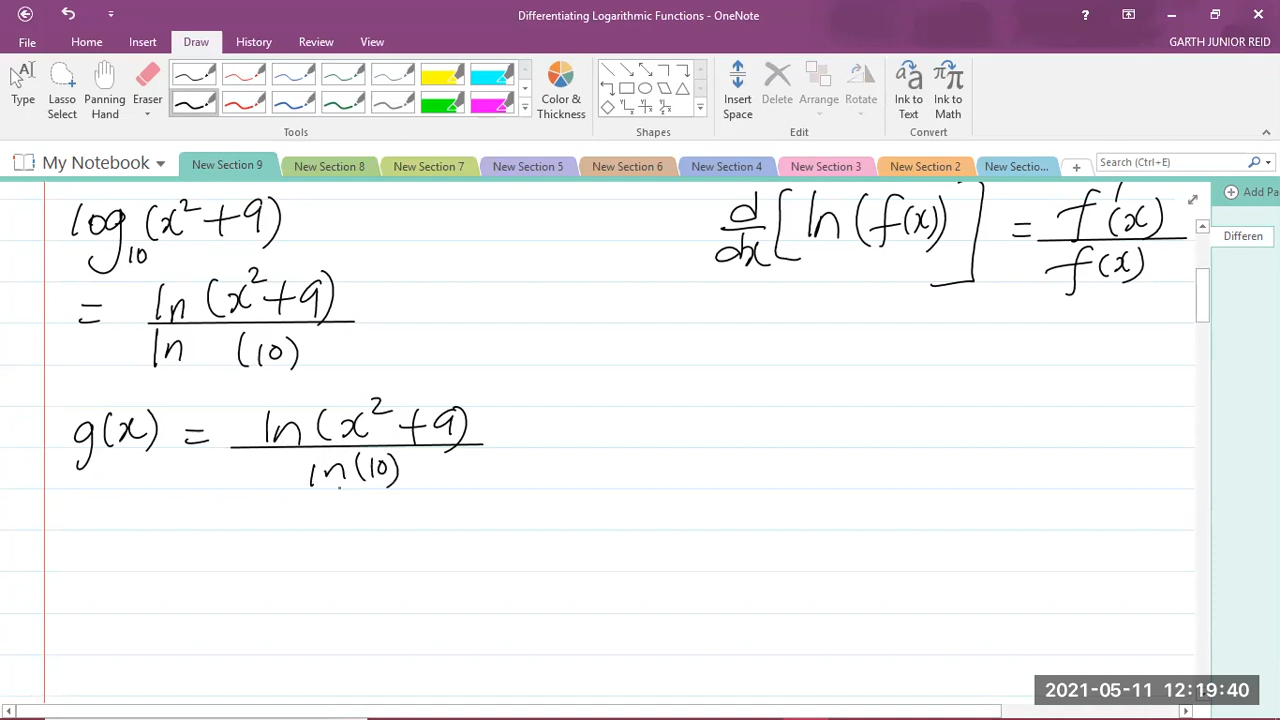 Differentiating Logarithmic Functions - OneNote
File Home Insert Draw History Review View GARTH JUNIOR REID
Type Lasso Select Panning Hand Eraser Color & Thickness Insert Space Delete Arrange Rotate Ink to Text Ink to Math
Tools Shapes Edit Convert
My Notebook New Section 9 New Section 8 New Section 7 New Section 5 New Section 6 New Section 4 New Section 3 New Section 2 New Sectio... Search (Ctrl+E)
Add Pa
Differen
log₁₀(x²+9)
= ln (x²+9) / ln (10)
g(x) = ln(x²+9) / ln(10)
d/dx [ln (f(x))] = f'(x) / f(x)
2021-05-11 12:19:40